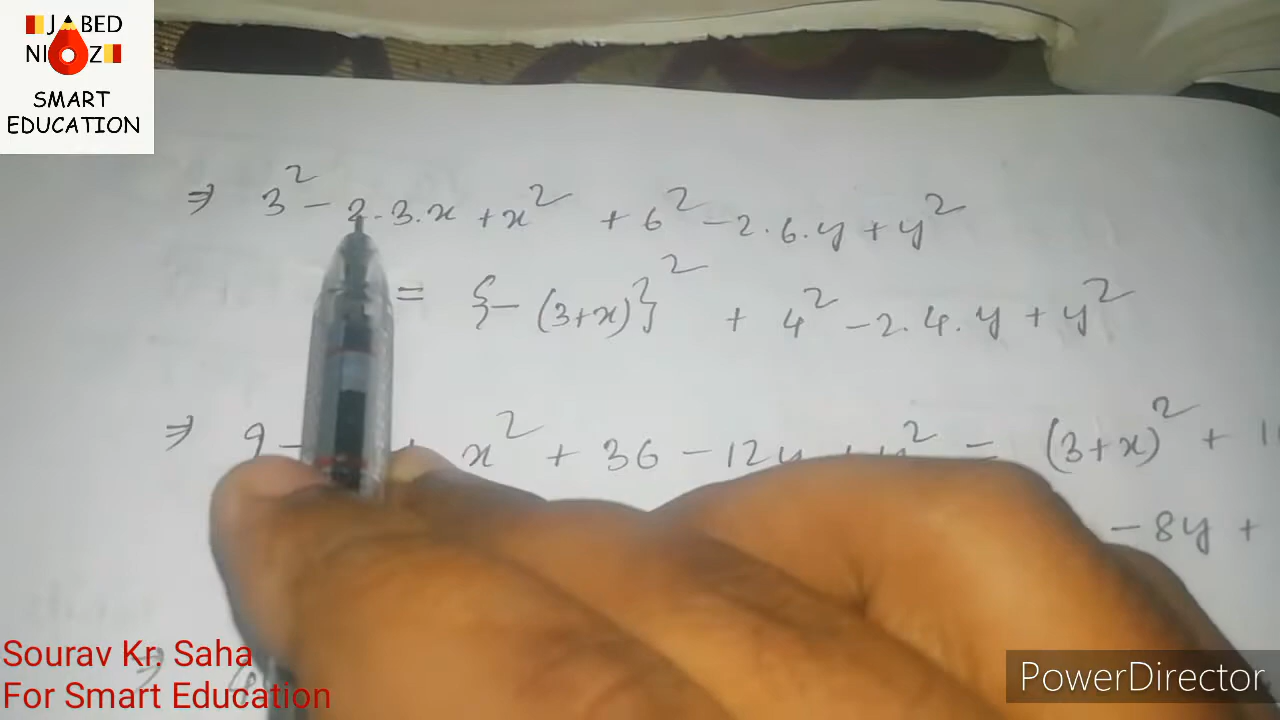 JABED
NIOZ
SMART
EDUCATION
⇒ 3² - 2.3.x + x² + 6² - 2.6.y + y²
= {-(3+x)}² + 4² - 2.4.y + y²
⇒ 9 - x² + 36 - 12y + y² = (3+x)² +
- 8y +
Sourav Kr. Saha
For Smart Education
PowerDirector